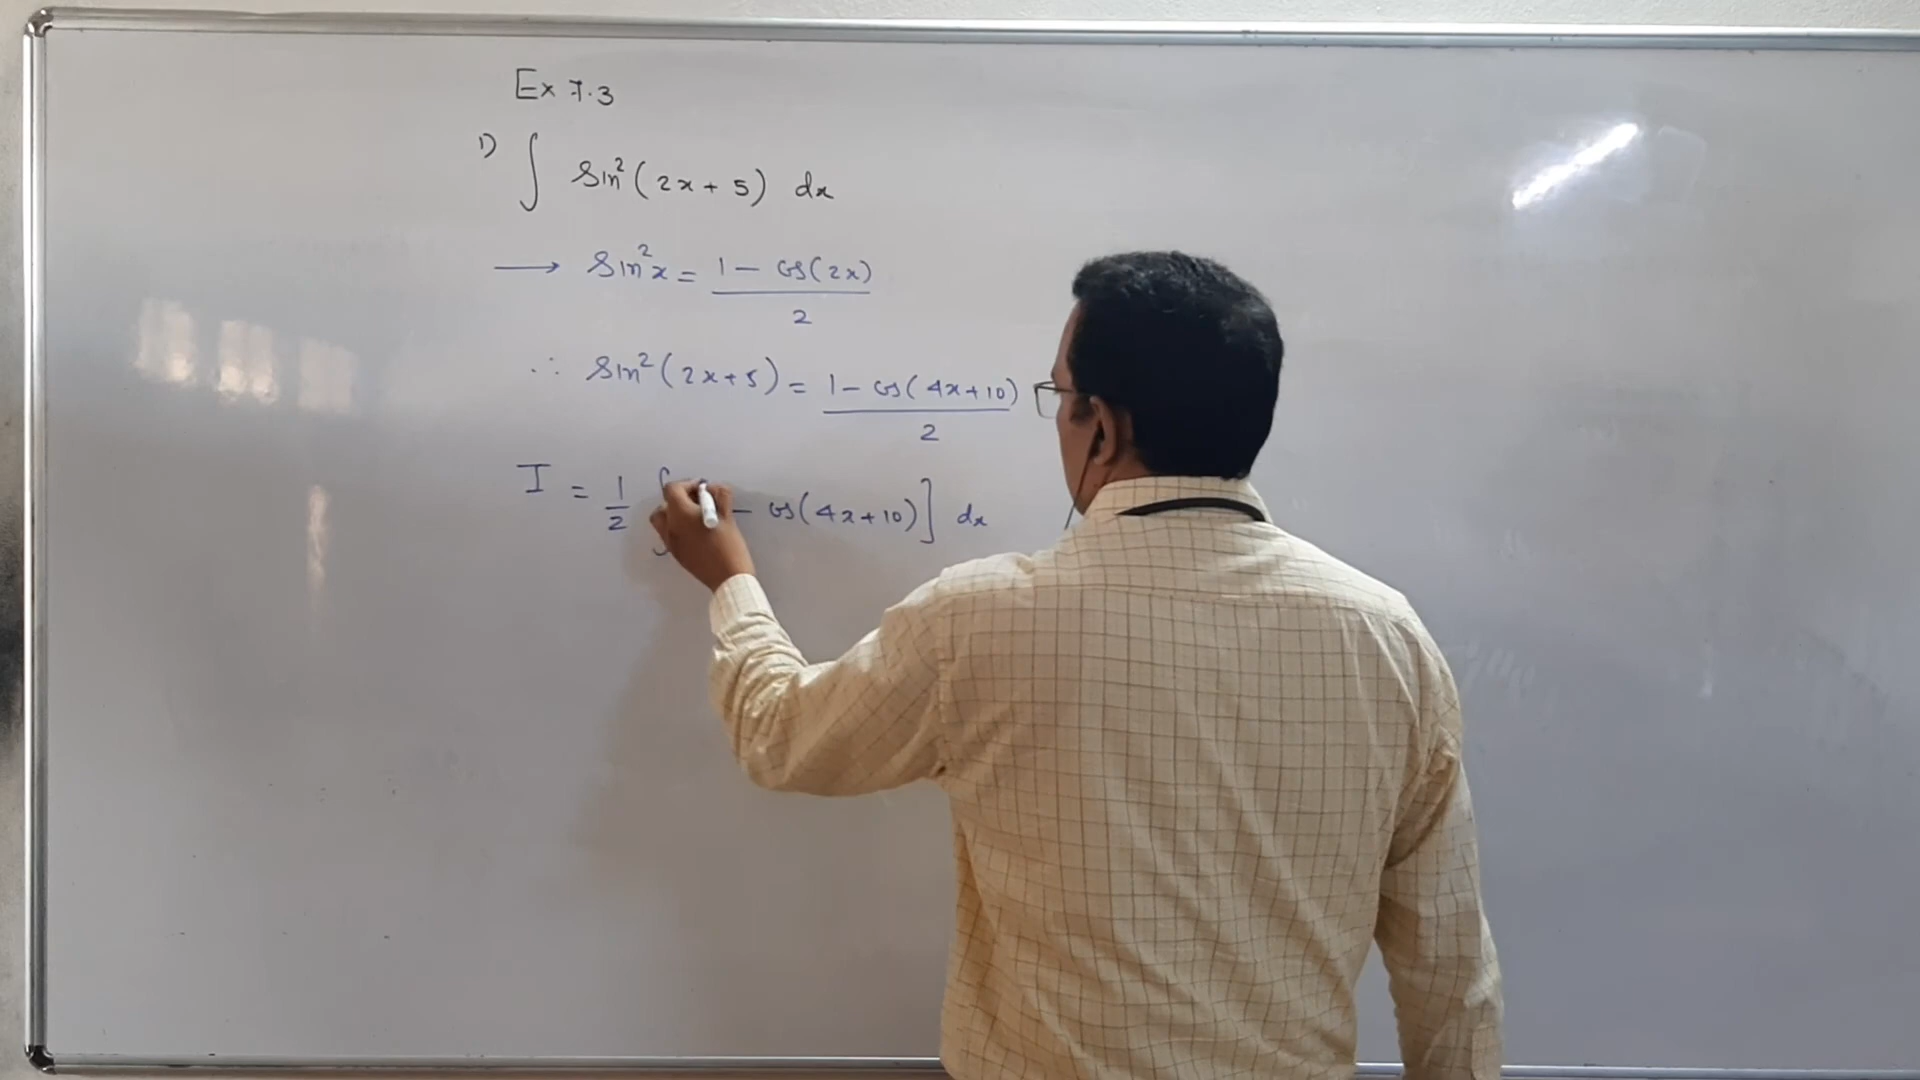 Ex 7.3
1) ∫ Sin²(2x + 5) dx
→ Sin²x = 1 − cos(2x) / 2
∴ Sin²(2x+5) = 1 − cos(4x+10) / 2
I = 1/2 ∫ − cos(4x+10)] dx